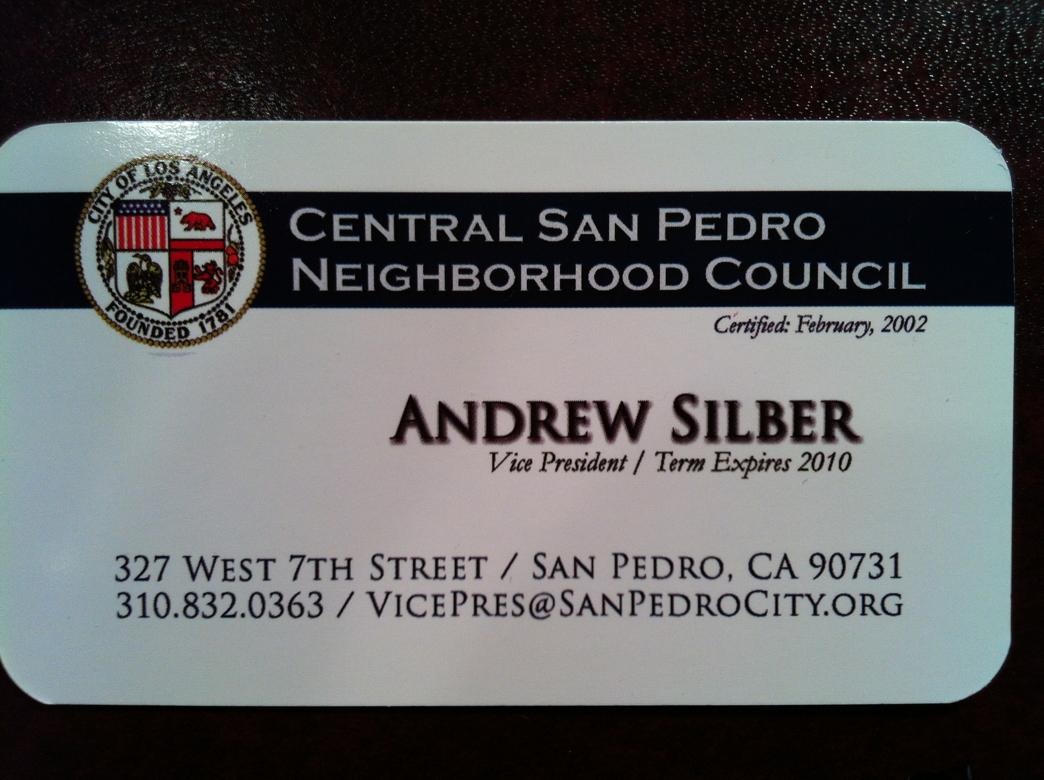 CITY OF LOS ANGELES
FOUNDED 1781
CENTRAL SAN PEDRO
NEIGHBORHOOD COUNCIL
Certified: February, 2002
ANDREW SILBER
Vice President / Term Expires 2010
327 WEST 7TH STREET / SAN PEDRO, CA 90731
310.832.0363 / VICEPRES@SANPEDROCITY.ORG